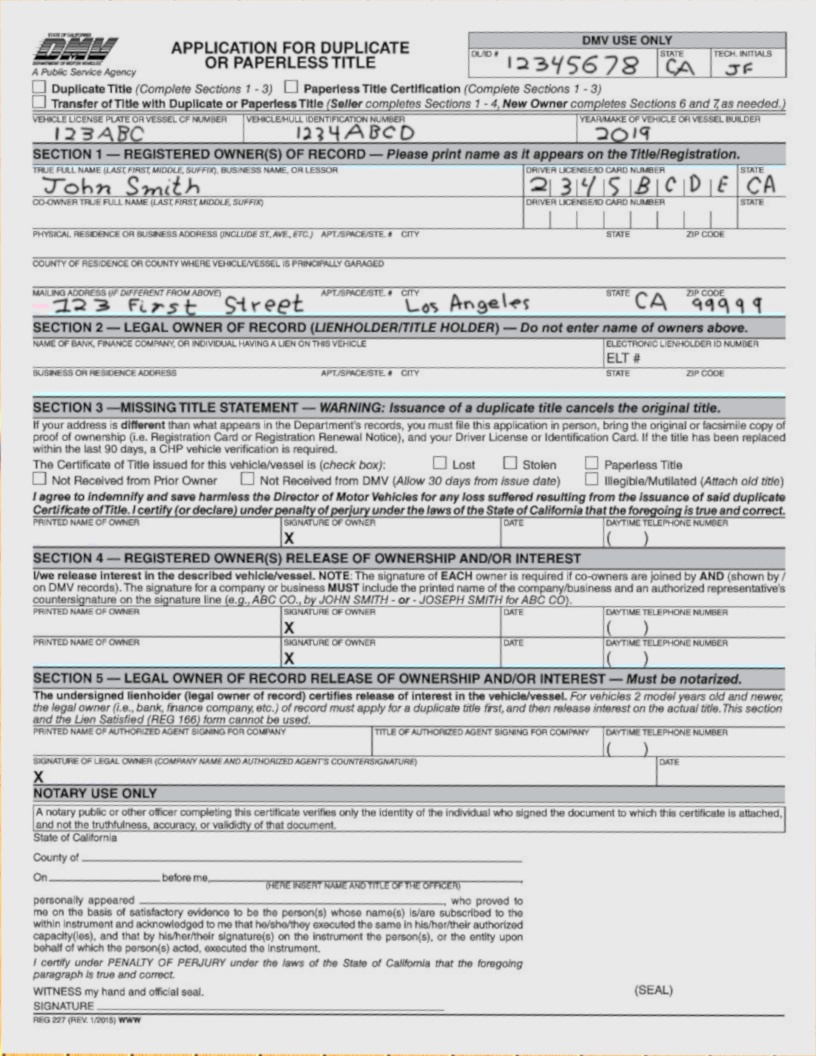 STATE OF CALIFORNIA
DMV
DEPARTMENT OF MOTOR VEHICLES
A Public Service Agency
APPLICATION FOR DUPLICATE
OR PAPERLESS TITLE
DMV USE ONLY
DL/ID # 12345678 STATE CA TECH. INITIALS JF
Duplicate Title (Complete Sections 1 - 3) Paperless Title Certification (Complete Sections 1 - 3)
Transfer of Title with Duplicate or Paperless Title (Seller completes Sections 1 - 4, New Owner completes Sections 6 and 7, as needed.)
VEHICLE LICENSE PLATE OR VESSEL CF NUMBER VEHICLE/HULL IDENTIFICATION NUMBER YEAR/MAKE OF VEHICLE OR VESSEL BUILDER
123ABC 1234ABCD 2019
SECTION 1 — REGISTERED OWNER(S) OF RECORD — Please print name as it appears on the Title/Registration.
TRUE FULL NAME (LAST, FIRST, MIDDLE, SUFFIX), BUSINESS NAME, OR LESSOR DRIVER LICENSE/ID CARD NUMBER STATE
John Smith 2 3 4 5 B C D E CA
CO-OWNER TRUE FULL NAME (LAST, FIRST, MIDDLE, SUFFIX) DRIVER LICENSE/ID CARD NUMBER STATE
PHYSICAL RESIDENCE OR BUSINESS ADDRESS (INCLUDE ST., AVE., ETC.) APT./SPACE/STE. # CITY STATE ZIP CODE
COUNTY OF RESIDENCE OR COUNTY WHERE VEHICLE/VESSEL IS PRINCIPALLY GARAGED
MAILING ADDRESS (IF DIFFERENT FROM ABOVE) APT./SPACE/STE. # CITY STATE ZIP CODE
123 First Street Los Angeles CA 99999
SECTION 2 — LEGAL OWNER OF RECORD (LIENHOLDER/TITLE HOLDER) — Do not enter name of owners above.
NAME OF BANK, FINANCE COMPANY, OR INDIVIDUAL HAVING A LIEN ON THIS VEHICLE ELECTRONIC LIENHOLDER ID NUMBER
ELT #
BUSINESS OR RESIDENCE ADDRESS APT./SPACE/STE. # CITY STATE ZIP CODE
SECTION 3 —MISSING TITLE STATEMENT — WARNING: Issuance of a duplicate title cancels the original title.
If your address is different than what appears in the Department's records, you must file this application in person, bring the original or facsimile copy of
proof of ownership (i.e. Registration Card or Registration Renewal Notice), and your Driver License or Identification Card. If the title has been replaced
within the last 90 days, a CHP vehicle verification is required.
The Certificate of Title issued for this vehicle/vessel is (check box): Lost Stolen Paperless Title
Not Received from Prior Owner Not Received from DMV (Allow 30 days from issue date) Illegible/Mutilated (Attach old title)
I agree to indemnify and save harmless the Director of Motor Vehicles for any loss suffered resulting from the issuance of said duplicate
Certificate of Title. I certify (or declare) under penalty of perjury under the laws of the State of California that the foregoing is true and correct.
PRINTED NAME OF OWNER SIGNATURE OF OWNER DATE DAYTIME TELEPHONE NUMBER
X ( )
SECTION 4 — REGISTERED OWNER(S) RELEASE OF OWNERSHIP AND/OR INTEREST
I/we release interest in the described vehicle/vessel. NOTE: The signature of EACH owner is required if co-owners are joined by AND (shown by /
on DMV records). The signature for a company or business MUST include the printed name of the company/business and an authorized representative's
countersignature on the signature line (e.g., ABC CO., by JOHN SMITH - or - JOSEPH SMITH for ABC CO).
PRINTED NAME OF OWNER SIGNATURE OF OWNER DATE DAYTIME TELEPHONE NUMBER
X ( )
PRINTED NAME OF OWNER SIGNATURE OF OWNER DATE DAYTIME TELEPHONE NUMBER
X ( )
SECTION 5 — LEGAL OWNER OF RECORD RELEASE OF OWNERSHIP AND/OR INTEREST — Must be notarized.
The undersigned lienholder (legal owner of record) certifies release of interest in the vehicle/vessel. For vehicles 2 model years old and newer,
the legal owner (i.e., bank, finance company, etc.) of record must apply for a duplicate title first, and then release interest on the actual title. This section
and the Lien Satisfied (REG 166) form cannot be used.
PRINTED NAME OF AUTHORIZED AGENT SIGNING FOR COMPANY TITLE OF AUTHORIZED AGENT SIGNING FOR COMPANY DAYTIME TELEPHONE NUMBER
( )
SIGNATURE OF LEGAL OWNER (COMPANY NAME AND AUTHORIZED AGENT'S COUNTERSIGNATURE) DATE
X
NOTARY USE ONLY
A notary public or other officer completing this certificate verifies only the identity of the individual who signed the document to which this certificate is attached,
and not the truthfulness, accuracy, or validity of that document.
State of California
County of
On before me,
(HERE INSERT NAME AND TITLE OF THE OFFICER)
personally appeared , who proved to
me on the basis of satisfactory evidence to be the person(s) whose name(s) is/are subscribed to the
within instrument and acknowledged to me that he/she/they executed the same in his/her/their authorized
capacity(ies), and that by his/her/their signature(s) on the instrument the person(s), or the entity upon
behalf of which the person(s) acted, executed the instrument.
I certify under PENALTY OF PERJURY under the laws of the State of California that the foregoing
paragraph is true and correct.
WITNESS my hand and official seal. (SEAL)
SIGNATURE
REG 227 (REV. 1/2015) WWW